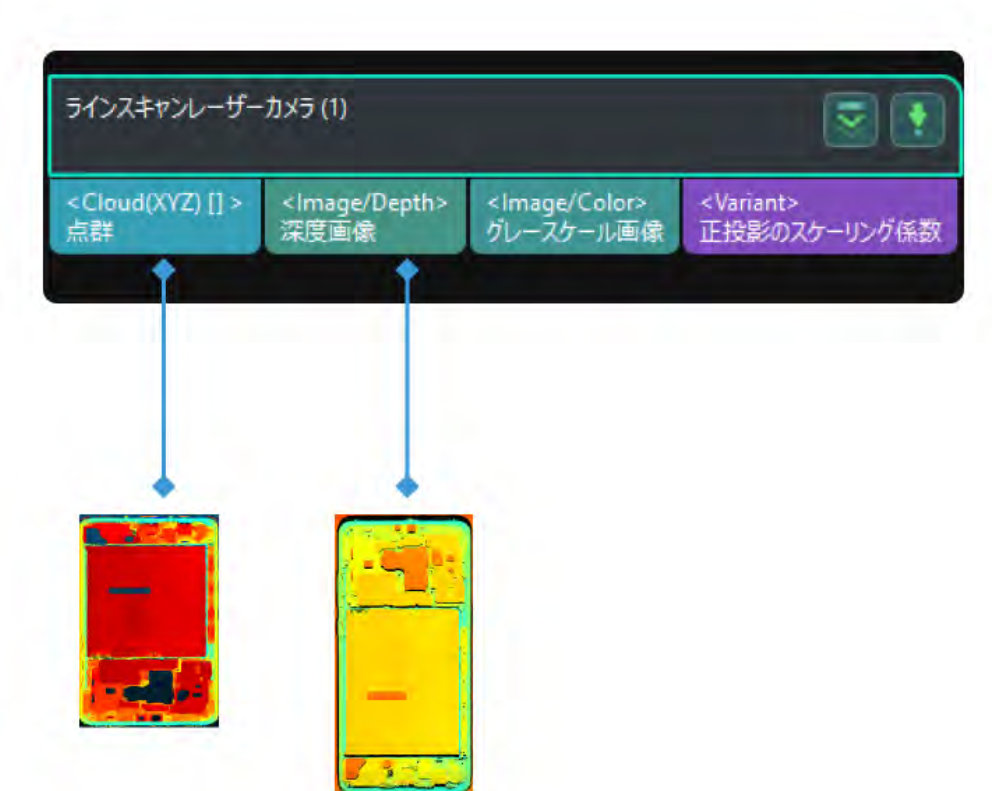 ラインスキャンレーザーカメラ (1)
<Cloud(XYZ) [] >
点群
<Image/Depth>
深度画像
<Image/Color>
グレースケール画像
<Variant>
正投影のスケーリング係数